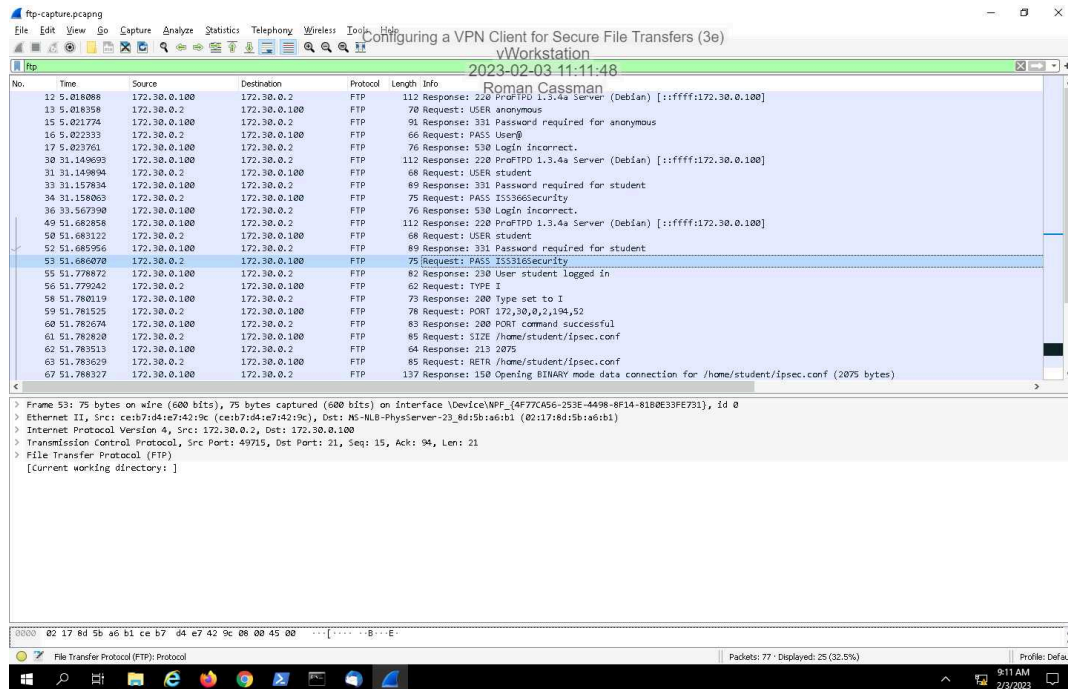 ftp-capture.pcapng
File Edit View Go Capture Analyze Statistics Telephony Wireless Tools Help
Configuring a VPN Client for Secure File Transfers (3e)
vWorkstation
2023-02-03 11:11:48
Roman Cassman
ftp
No. Time Source Destination Protocol Length Info
12 5.018088 172.30.0.100 172.30.0.2 FTP 112 Response: 220 ProFTPD 1.3.4a Server (Debian) [::ffff:172.30.0.100]
13 5.018358 172.30.0.2 172.30.0.100 FTP 70 Request: USER anonymous
15 5.021774 172.30.0.100 172.30.0.2 FTP 91 Response: 331 Password required for anonymous
16 5.022333 172.30.0.2 172.30.0.100 FTP 66 Request: PASS User@
17 5.023761 172.30.0.100 172.30.0.2 FTP 76 Response: 530 Login incorrect.
30 31.149693 172.30.0.100 172.30.0.2 FTP 112 Response: 220 ProFTPD 1.3.4a Server (Debian) [::ffff:172.30.0.100]
31 31.149894 172.30.0.2 172.30.0.100 FTP 68 Request: USER student
33 31.157834 172.30.0.100 172.30.0.2 FTP 89 Response: 331 Password required for student
34 31.158063 172.30.0.2 172.30.0.100 FTP 75 Request: PASS ISS366Security
36 33.567390 172.30.0.100 172.30.0.2 FTP 76 Response: 530 Login incorrect.
49 51.682858 172.30.0.100 172.30.0.2 FTP 112 Response: 220 ProFTPD 1.3.4a Server (Debian) [::ffff:172.30.0.100]
50 51.683122 172.30.0.2 172.30.0.100 FTP 68 Request: USER student
52 51.685956 172.30.0.100 172.30.0.2 FTP 89 Response: 331 Password required for student
53 51.686070 172.30.0.2 172.30.0.100 FTP 75 Request: PASS ISS316Security
55 51.778872 172.30.0.100 172.30.0.2 FTP 82 Response: 230 User student logged in
56 51.779242 172.30.0.2 172.30.0.100 FTP 62 Request: TYPE I
58 51.780119 172.30.0.100 172.30.0.2 FTP 73 Response: 200 Type set to I
59 51.781525 172.30.0.2 172.30.0.100 FTP 78 Request: PORT 172,30,0,2,194,52
60 51.782674 172.30.0.100 172.30.0.2 FTP 83 Response: 200 PORT command successful
61 51.782820 172.30.0.2 172.30.0.100 FTP 85 Request: SIZE /home/student/ipsec.conf
62 51.783513 172.30.0.100 172.30.0.2 FTP 64 Response: 213 2075
63 51.783629 172.30.0.2 172.30.0.100 FTP 85 Request: RETR /home/student/ipsec.conf
67 51.788327 172.30.0.100 172.30.0.2 FTP 137 Response: 150 Opening BINARY mode data connection for /home/student/ipsec.conf (2075 bytes)
> Frame 53: 75 bytes on wire (600 bits), 75 bytes captured (600 bits) on interface \Device\NPF_{4F77CA56-253E-4498-8F14-81B0E33FE731}, id 0
> Ethernet II, Src: ce:b7:d4:e7:42:9c (ce:b7:d4:e7:42:9c), Dst: MS-NLB-PhysServer-23_8d:5b:a6:b1 (02:17:8d:5b:a6:b1)
> Internet Protocol Version 4, Src: 172.30.0.2, Dst: 172.30.0.100
> Transmission Control Protocol, Src Port: 49715, Dst Port: 21, Seq: 15, Ack: 94, Len: 21
> File Transfer Protocol (FTP)
[Current working directory: ]
0000 02 17 8d 5b a6 b1 ce b7 d4 e7 42 9c 08 00 45 00 ···[···· ··B···E·
File Transfer Protocol (FTP): Protocol
Packets: 77 · Displayed: 25 (32.5%)
Profile: Defau
9:11 AM
2/3/2023